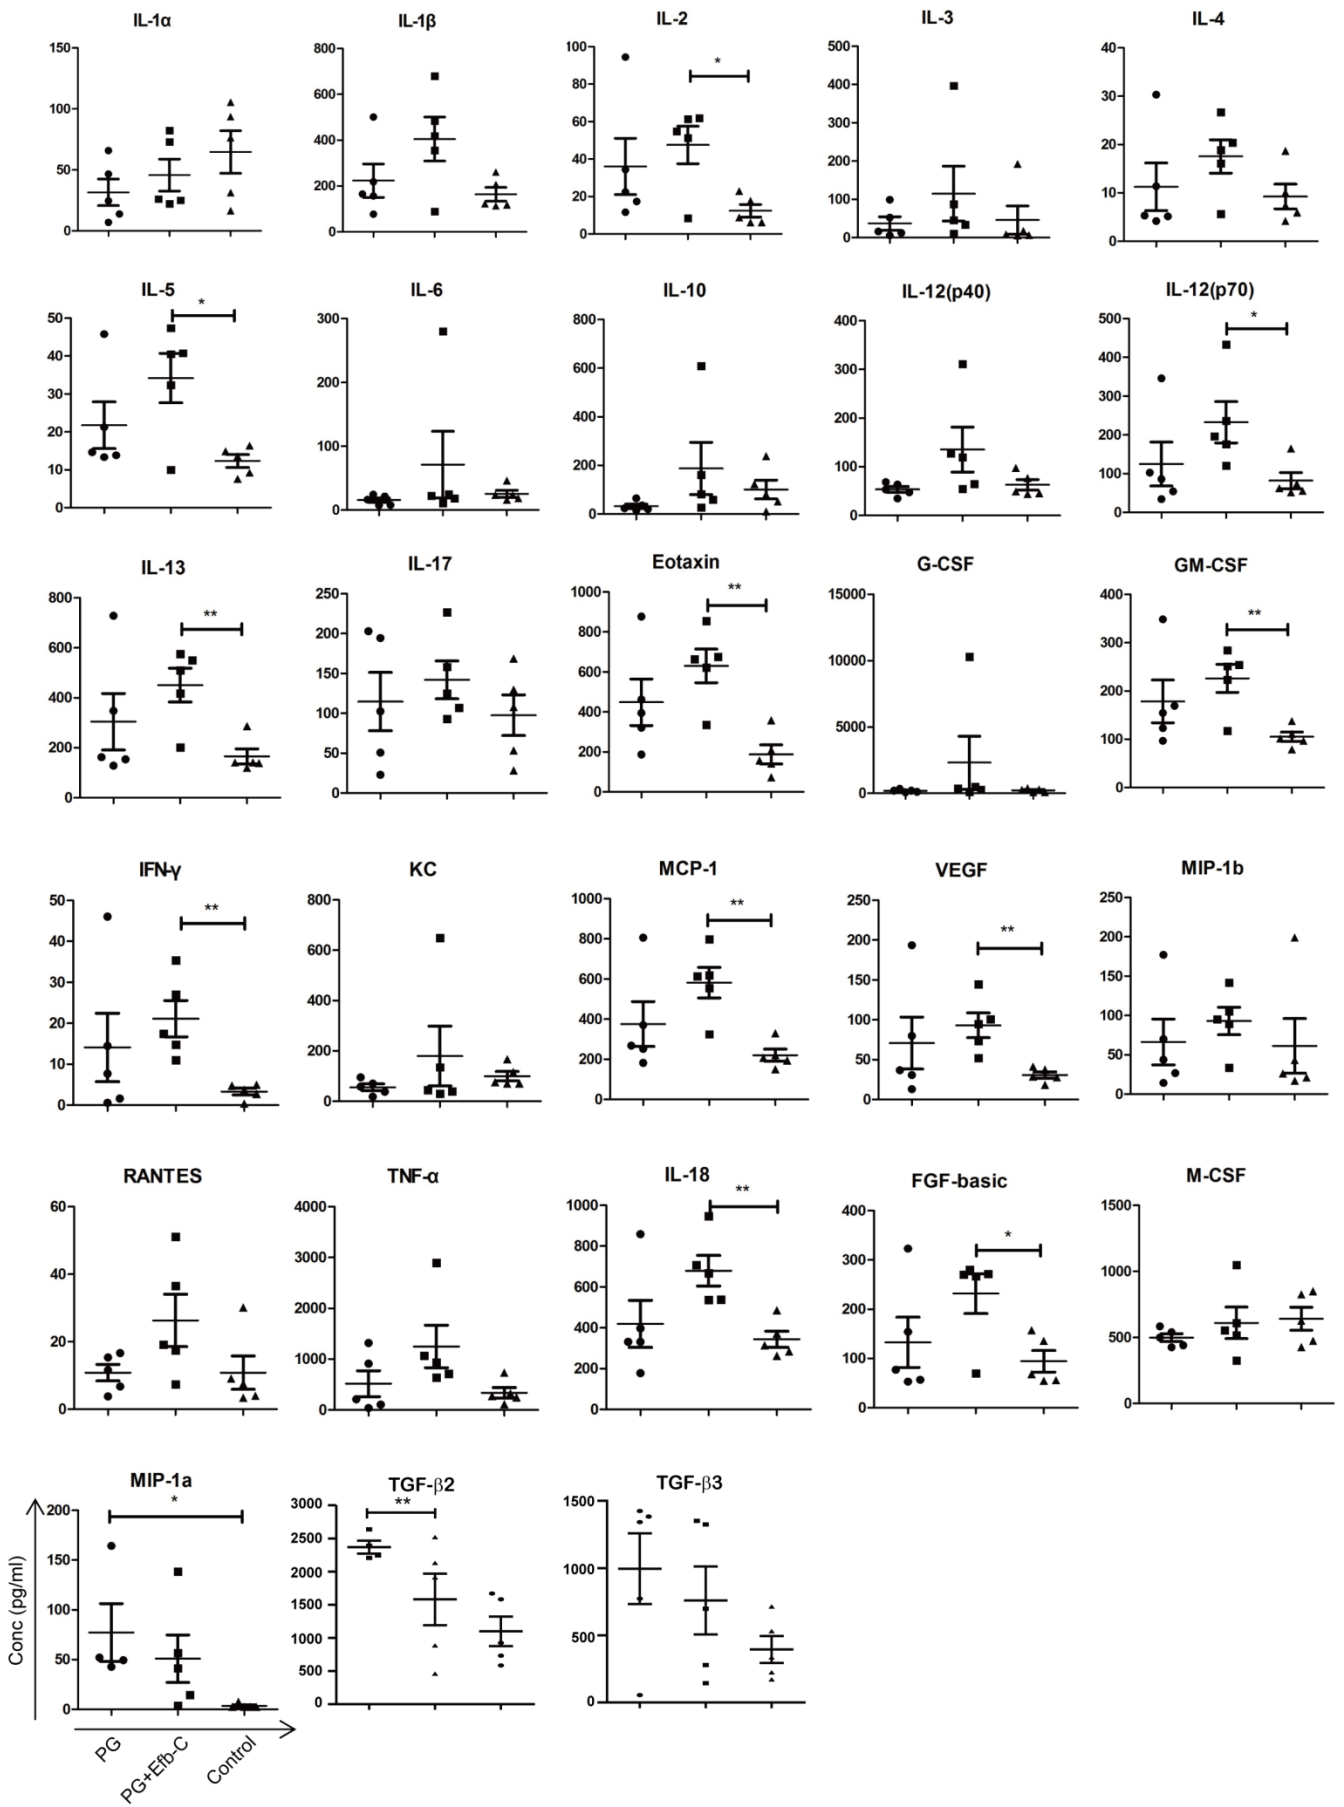 IL-1α IL-1β IL-2 IL-3 IL-4
150 100 50 0
800 600 400 200 0
100 80 60 40 20 0
*
500 400 300 200 100 0
40 30 20 10 0
IL-5 IL-6 IL-10 IL-12(p40) IL-12(p70)
50 40 30 20 10 0
*
300 200 100 0
800 600 400 200 0
400 300 200 100 0
500 400 300 200 100 0
*
IL-13 IL-17 Eotaxin G-CSF GM-CSF
800 600 400 200 0
**
250 200 150 100 50 0
1000 800 600 400 200 0
**
15000 10000 5000 0
400 300 200 100 0
**
IFN-γ KC MCP-1 VEGF MIP-1b
50 40 30 20 10 0
**
800 600 400 200 0
1000 800 600 400 200 0
**
250 200 150 100 50 0
**
250 200 150 100 50 0
RANTES TNF-α IL-18 FGF-basic M-CSF
60 40 20 0
4000 3000 2000 1000 0
1000 800 600 400 200 0
**
400 300 200 100 0
*
1500 1000 500 0
MIP-1a TGF-β2 TGF-β3
200 150 100 50 0
*
3000 2500 2000 1500 1000 500 0
**
1500 1000 500 0
Conc (pg/ml)
PG PG+Efb-C Control